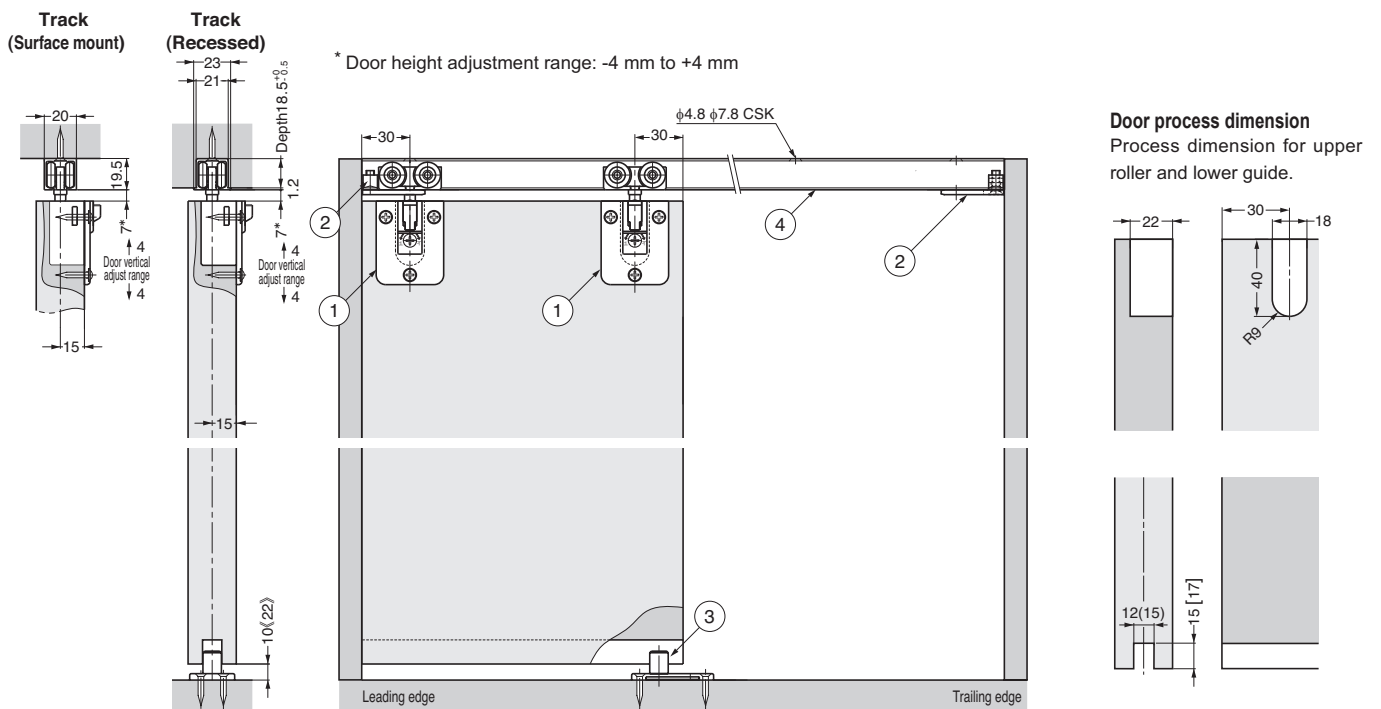 Track
(Surface mount)
Track
(Recessed)
* Door height adjustment range: -4 mm to +4 mm
23
21
Depth18.5 +0 -0.5
20
19.5
1.2
7*
4
Door vertical
adjust range
4
15
7*
4
Door vertical
adjust range
4
15
10⟪22⟫
30
30
φ4.8 φ7.8 CSK
2
1
1
4
2
3
Leading edge
Trailing edge
Door process dimension
Process dimension for upper
roller and lower guide.
22
30
18
40
R9
12(15)
15 [17]